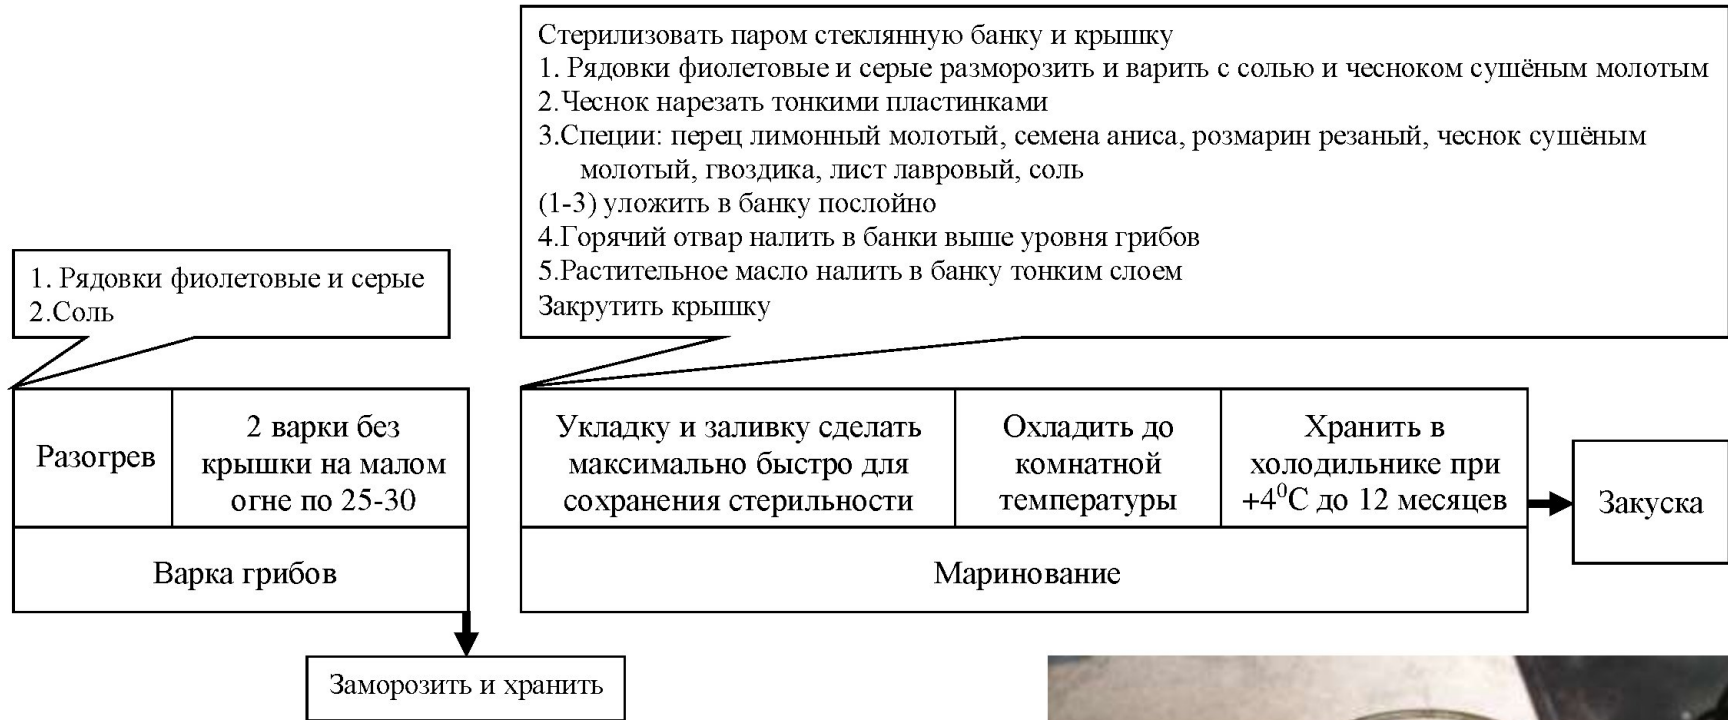 Стерилизовать паром стеклянную банку и крышку
1. Рядовки фиолетовые и серые разморозить и варить с солью и чесноком сушёным молотым
2.Чеснок нарезать тонкими пластинками
3.Специи: перец лимонный молотый, семена аниса, розмарин резаный, чеснок сушёным
молотый, гвоздика, лист лавровый, соль
(1-3) уложить в банку послойно
4.Горячий отвар налить в банки выше уровня грибов
5.Растительное масло налить в банку тонким слоем
Закрутить крышку
1. Рядовки фиолетовые и серые
2.Соль
Разогрев
2 варки без
крышки на малом
огне по 25-30
Варка грибов
Заморозить и хранить
Укладку и заливку сделать
максимально быстро для
сохранения стерильности
Охладить до
комнатной
температуры
Хранить в
холодильнике при
+4⁰С до 12 месяцев
Маринование
Закуска